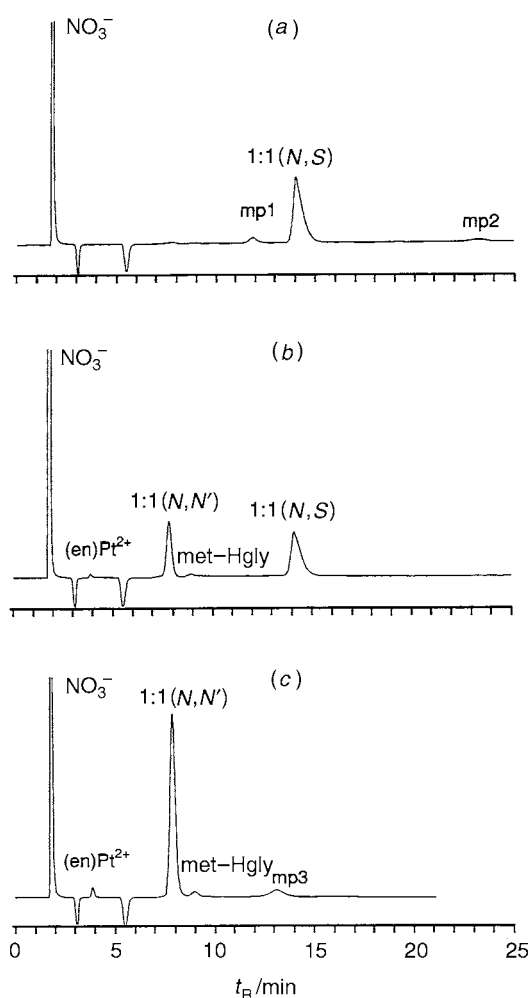 (a)
NO₃⁻
1:1(N,S)
mp1
mp2
(b)
NO₃⁻
1:1(N,N′)
1:1(N,S)
(en)Pt²⁺
met–Hgly
(c)
NO₃⁻
1:1(N,N′)
(en)Pt²⁺
met–Hgly
mp3
0 5 10 15 20 25
t_R/min